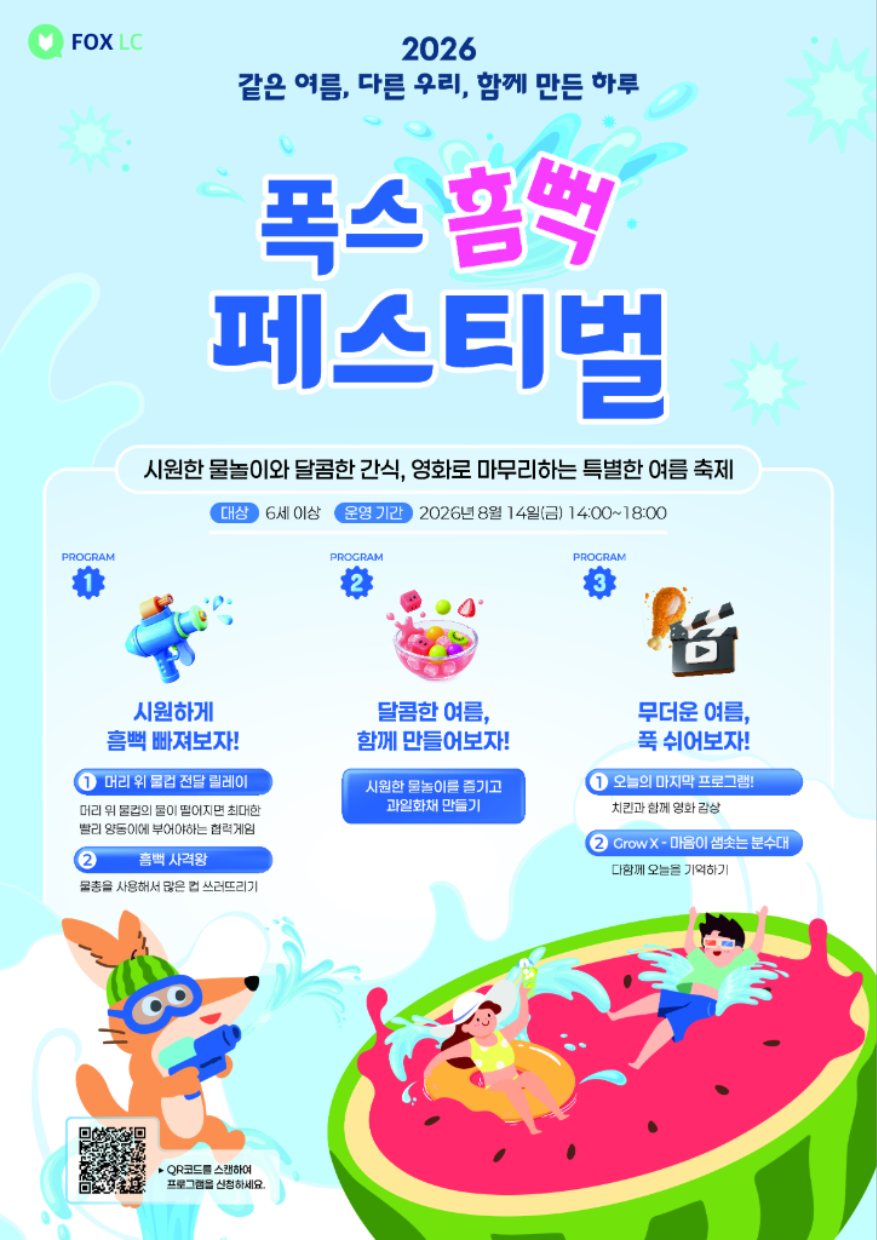 FOX LC
2026
같은 여름, 다른 우리, 함께 만든 하루
폭스 흠뻑
페스티벌
시원한 물놀이와 달콤한 간식, 영화로 마무리하는 특별한 여름 축제
대상 6세 이상 운영 기간 2026년 8월 14일(금) 14:00~18:00
PROGRAM
1
시원하게
흠뻑 빠져보자!
1 머리 위 물컵 전달 릴레이
머리 위 물컵의 물이 떨어지면 최대한
빨리 양동이에 부어야하는 협력게임
2 흠뻑 사격왕
물총을 사용해서 많은 컵 쓰러뜨리기
PROGRAM
2
달콤한 여름,
함께 만들어보자!
시원한 물놀이를 즐기고
과일화채 만들기
PROGRAM
3
무더운 여름,
푹 쉬어보자!
1 오늘의 마지막 프로그램!
치킨과 함께 영화 감상
2 Grow X - 마음이 샘솟는 분수대
다함께 오늘을 기억하기
▸ QR코드를 스캔하여
프로그램을 신청하세요.